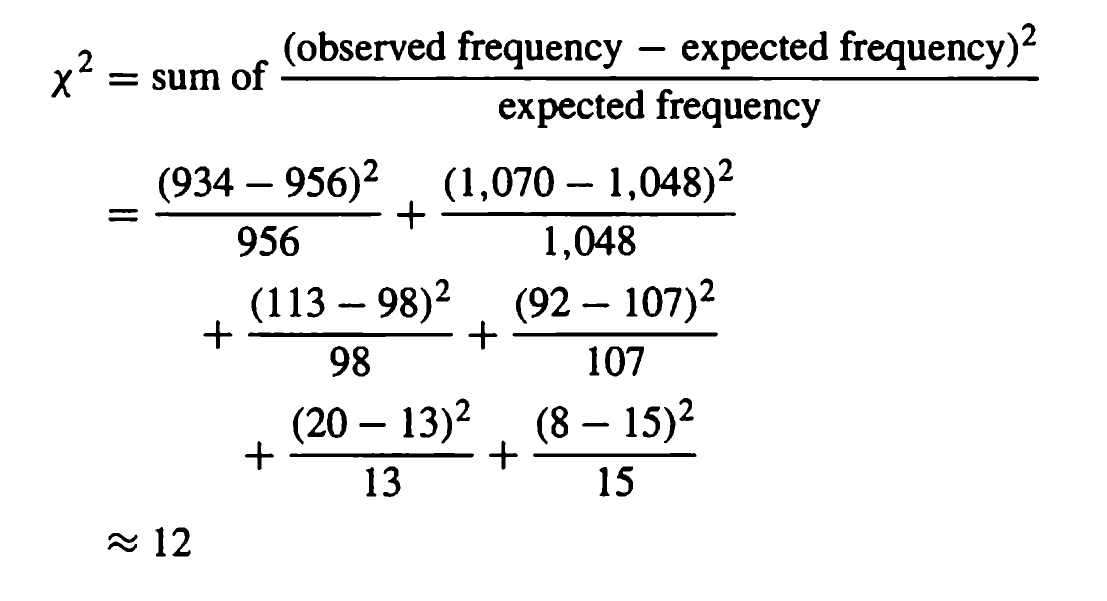 χ² = sum of (observed frequency − expected frequency)² / expected frequency
= (934 − 956)² / 956 + (1,070 − 1,048)² / 1,048
+ (113 − 98)² / 98 + (92 − 107)² / 107
+ (20 − 13)² / 13 + (8 − 15)² / 15
≈ 12